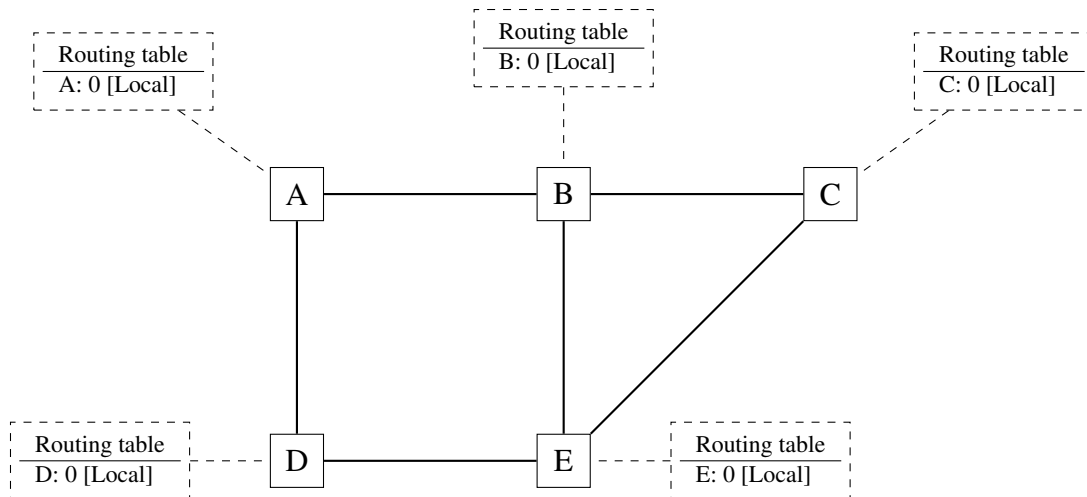 Routing table
A: 0 [Local]
Routing table
B: 0 [Local]
Routing table
C: 0 [Local]
A
B
C
Routing table
D: 0 [Local]
D
E
Routing table
E: 0 [Local]